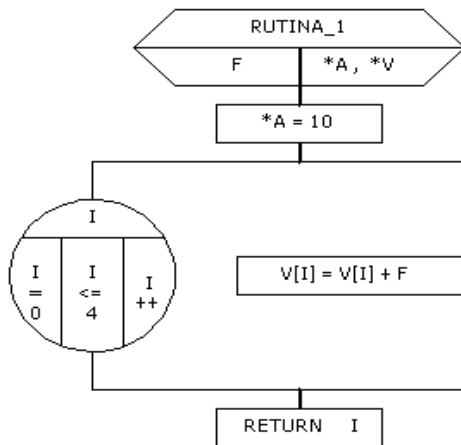 RUTINA_1
F
*A , *V
*A = 10
I
I = 0
I <= 4
I ++
V[I] = V[I] + F
RETURN I